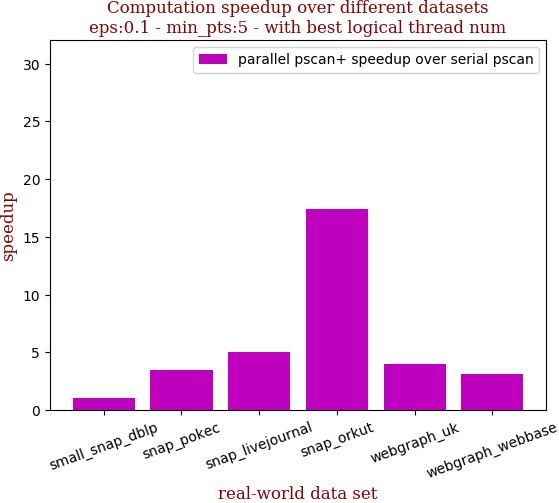 Computation speedup over different datasets
eps:0.1 - min_pts:5 - with best logical thread num
parallel pscan+ speedup over serial pscan
30
25
20
15
10
5
0
speedup
small_snap_dblp
snap_pokec
snap_livejournal
snap_orkut
webgraph_uk
webgraph_webbase
real-world data set